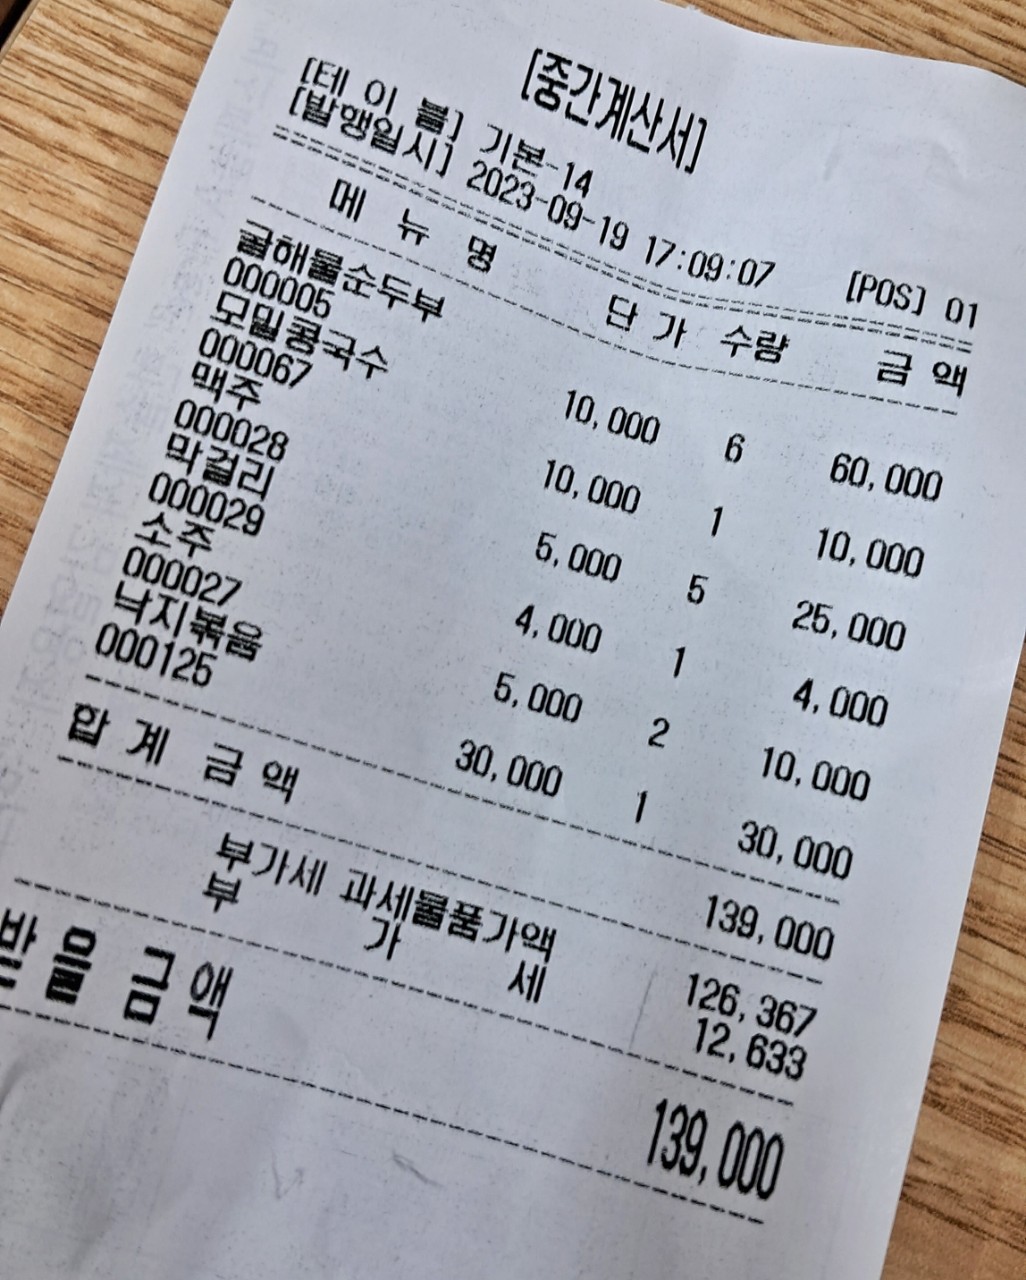 [중간계산서]
[테 이 블] 기본-14
[발행일시] 2023-09-19 17:09:07 [POS] 01
메 뉴 명 단 가 수량 금 액
굴해물순두부
000005 10,000 6 60,000
모밀콩국수
000067 10,000 1 10,000
맥주
000028 5,000 5 25,000
막걸리
000029 4,000 1 4,000
소주
000027 5,000 2 10,000
낙지볶음
000125 30,000 1 30,000
합 계 금 액 139,000
부가세 과세물품가액 126,367
부 가 세 12,633
받을 금액 139,000